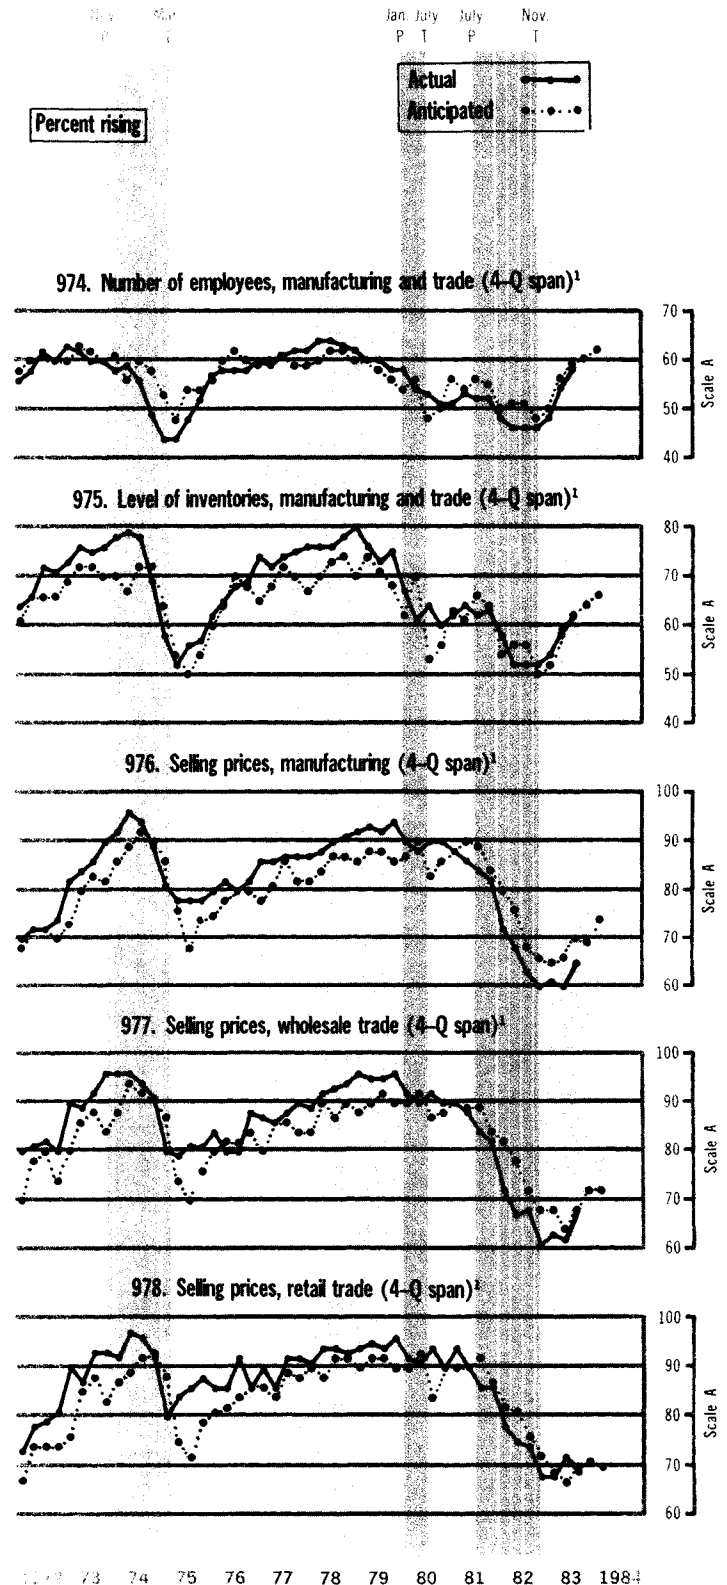 Jan. July July Nov.
P T P T
Actual
Anticipated
Percent rising
974. Number of employees, manufacturing and trade (4-Q span)¹
70
60
50
40
Scale A
975. Level of inventories, manufacturing and trade (4-Q span)¹
80
70
60
50
40
Scale A
976. Selling prices, manufacturing (4-Q span)¹
100
90
80
70
60
Scale A
977. Selling prices, wholesale trade (4-Q span)¹
100
90
80
70
60
Scale A
978. Selling prices, retail trade (4-Q span)¹
100
90
80
70
60
Scale A
73 74 75 76 77 78 79 80 81 82 83 1984